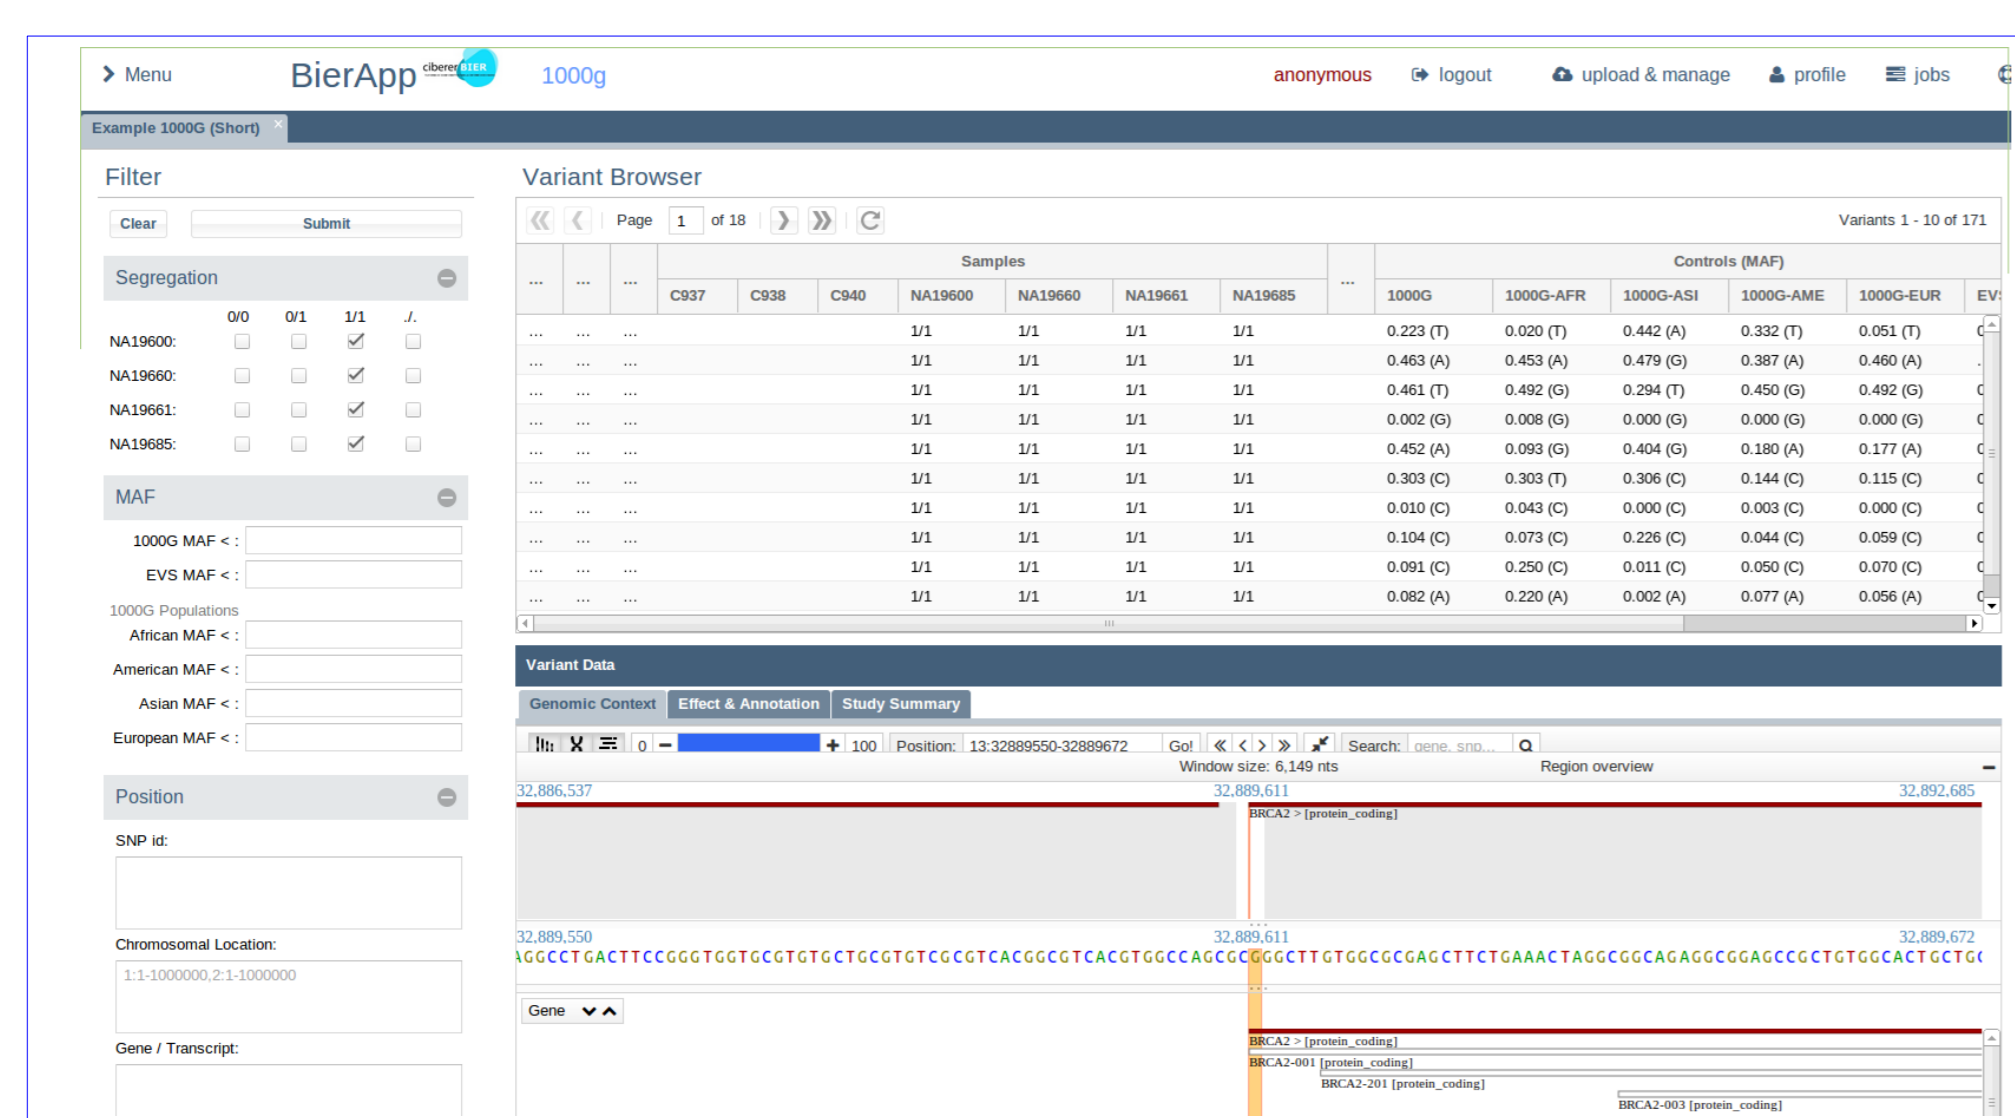 Menu BierApp ciberer BIER 1000g anonymous logout upload & manage profile jobs
Example 1000G (Short) ×
Filter
Clear Submit
Segregation
0/0 0/1 1/1 ./.
NA19600:
NA19660:
NA19661:
NA19685:
MAF
1000G MAF < :
EVS MAF < :
1000G Populations
African MAF < :
American MAF < :
Asian MAF < :
European MAF < :
Position
SNP id:
Chromosomal Location:
1:1-1000000,2:1-1000000
Gene / Transcript:
Variant Browser
Page 1 of 18 Variants 1 - 10 of 171
... ... ... Samples ... Controls (MAF)
C937 C938 C940 NA19600 NA19660 NA19661 NA19685 1000G 1000G-AFR 1000G-ASI 1000G-AME 1000G-EUR EV
... ... ... 1/1 1/1 1/1 1/1 0.223 (T) 0.020 (T) 0.442 (A) 0.332 (T) 0.051 (T)
... ... ... 1/1 1/1 1/1 1/1 0.463 (A) 0.453 (A) 0.479 (G) 0.387 (A) 0.460 (A)
... ... ... 1/1 1/1 1/1 1/1 0.461 (T) 0.492 (G) 0.294 (T) 0.450 (G) 0.492 (G)
... ... ... 1/1 1/1 1/1 1/1 0.002 (G) 0.008 (G) 0.000 (G) 0.000 (G) 0.000 (G)
... ... ... 1/1 1/1 1/1 1/1 0.452 (A) 0.093 (G) 0.404 (G) 0.180 (A) 0.177 (A)
... ... ... 1/1 1/1 1/1 1/1 0.303 (C) 0.303 (T) 0.306 (C) 0.144 (C) 0.115 (C)
... ... ... 1/1 1/1 1/1 1/1 0.010 (C) 0.043 (C) 0.000 (C) 0.003 (C) 0.000 (C)
... ... ... 1/1 1/1 1/1 1/1 0.104 (C) 0.073 (C) 0.226 (C) 0.044 (C) 0.059 (C)
... ... ... 1/1 1/1 1/1 1/1 0.091 (C) 0.250 (C) 0.011 (C) 0.050 (C) 0.070 (C)
... ... ... 1/1 1/1 1/1 1/1 0.082 (A) 0.220 (A) 0.002 (A) 0.077 (A) 0.056 (A)
Variant Data
Genomic Context Effect & Annotation Study Summary
0 100 Position: 13:32889550-32889672 Go! Search: gene, snp...
Window size: 6,149 nts Region overview
32,886,537 32,889,611 32,892,685
BRCA2 > [protein_coding]
32,889,550 32,889,611 32,889,672
AGGCCTGACTTCCGGGTGGTGCGTGTGCTGCGTGTCGCGTCACGGCGTCACGTGGCCAGCGCGGGCTTGTGGCGCGAGCTTCTGAAACTAGGCGGCAGAGGCGGAGCCGCTGTGGCACTGCTGC
Gene
BRCA2 > [protein_coding]
BRCA2-001 [protein_coding]
BRCA2-201 [protein_coding]
BRCA2-003 [protein_coding]